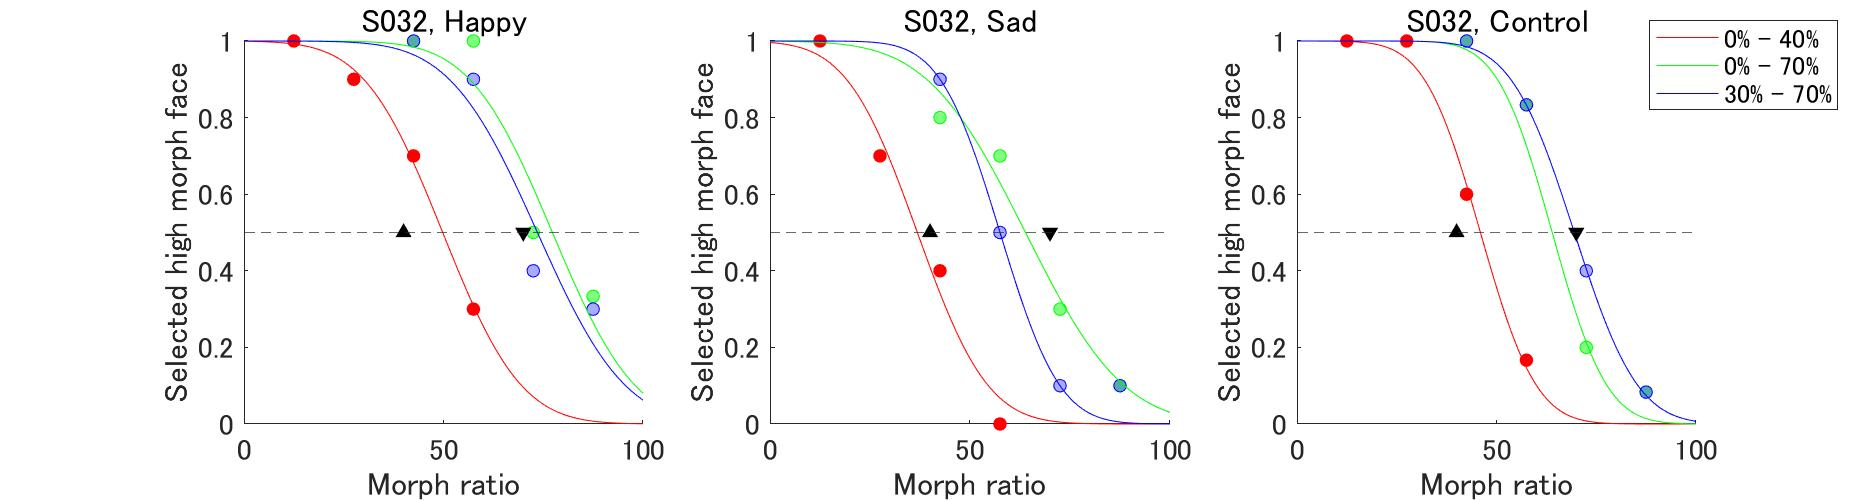 S032, Happy
Selected high morph face
1
0.8
0.6
0.4
0.2
0
0 50 100
Morph ratio
S032, Sad
Selected high morph face
1
0.8
0.6
0.4
0.2
0
0 50 100
Morph ratio
S032, Control
Selected high morph face
1
0.8
0.6
0.4
0.2
0
0 50 100
Morph ratio
0% - 40%
0% - 70%
30% - 70%